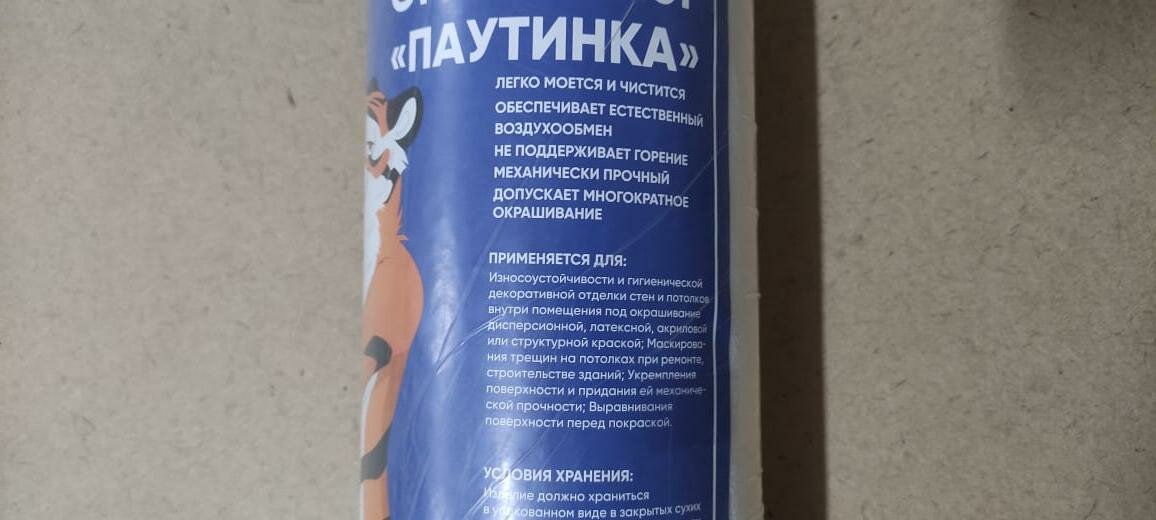 «ПАУТИНКА»
ЛЕГКО МОЕТСЯ И ЧИСТИТСЯ
ОБЕСПЕЧИВАЕТ ЕСТЕСТВЕННЫЙ
ВОЗДУХООБМЕН
НЕ ПОДДЕРЖИВАЕТ ГОРЕНИЕ
МЕХАНИЧЕСКИ ПРОЧНЫЙ
ДОПУСКАЕТ МНОГОКРАТНОЕ
ОКРАШИВАНИЕ
ПРИМЕНЯЕТСЯ ДЛЯ:
Износоустойчивости и гигиенической
декоративной отделки стен и потолков
внутри помещения под окрашивание
дисперсионной, латексной, акриловой
или структурной краской; Маскирова-
ния трещин на потолках при ремонте,
строительстве зданий; Укрепления
поверхности и придания ей механиче-
ской прочности; Выравнивания
поверхности перед покраской.
УСЛОВИЯ ХРАНЕНИЯ:
Изделие должно храниться
в упакованном виде в закрытых сухих